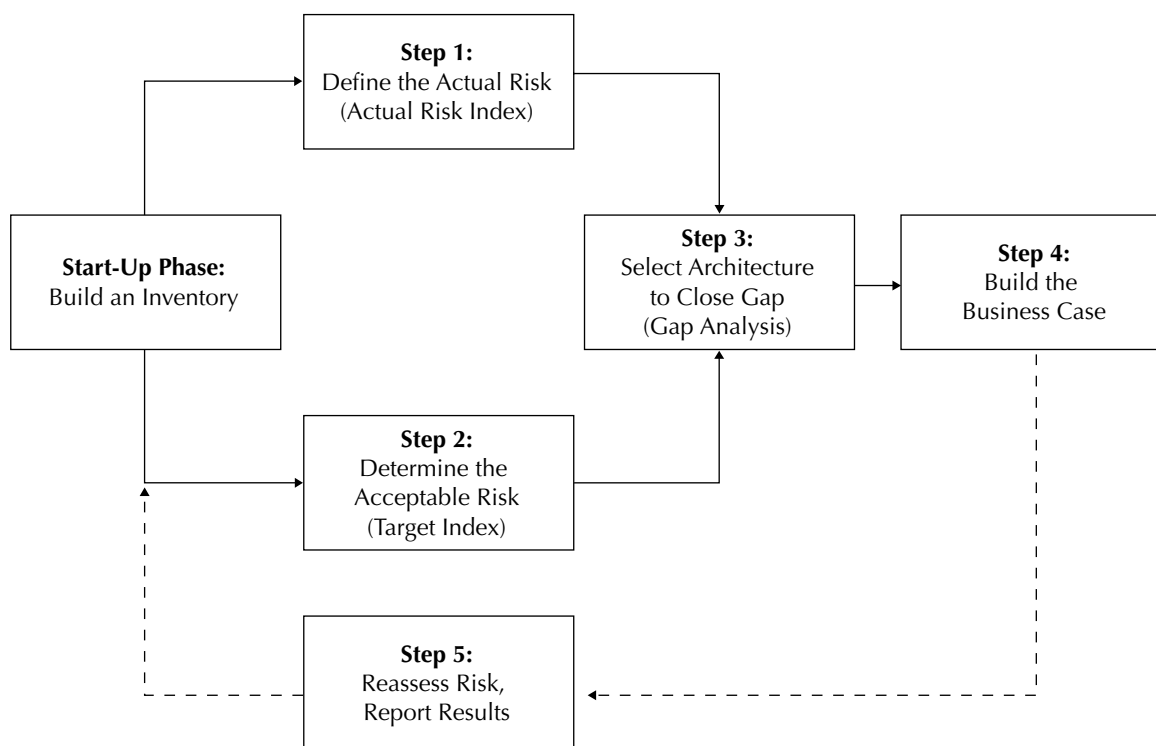 Step 1:
Define the Actual Risk
(Actual Risk Index)
Start-Up Phase:
Build an Inventory
Step 3:
Select Architecture
to Close Gap
(Gap Analysis)
Step 4:
Build the
Business Case
Step 2:
Determine the
Acceptable Risk
(Target Index)
Step 5:
Reassess Risk,
Report Results